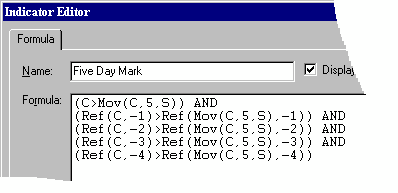 Indicator Editor
Formula
Name: Five Day Mark
Display
Formula:
(C>Mov(C,5,S)) AND
(Ref(C,-1)>Ref(Mov(C,5,S),-1)) AND
(Ref(C,-2)>Ref(Mov(C,5,S),-2)) AND
(Ref(C,-3)>Ref(Mov(C,5,S),-3)) AND
(Ref(C,-4)>Ref(Mov(C,5,S),-4))